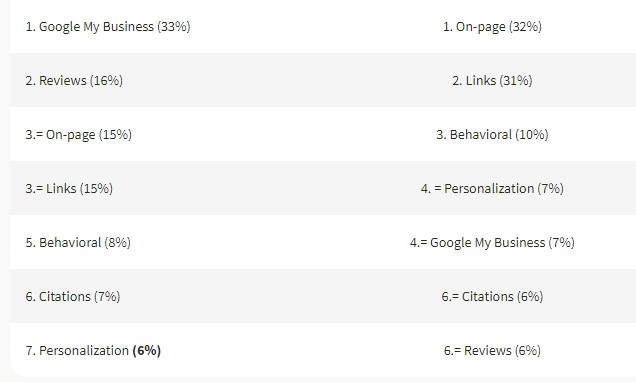 1. Google My Business (33%)
1. On-page (32%)
2. Reviews (16%)
2. Links (31%)
3.= On-page (15%)
3. Behavioral (10%)
3.= Links (15%)
4. = Personalization (7%)
5. Behavioral (8%)
4.= Google My Business (7%)
6. Citations (7%)
6.= Citations (6%)
7. Personalization (6%)
6.= Reviews (6%)